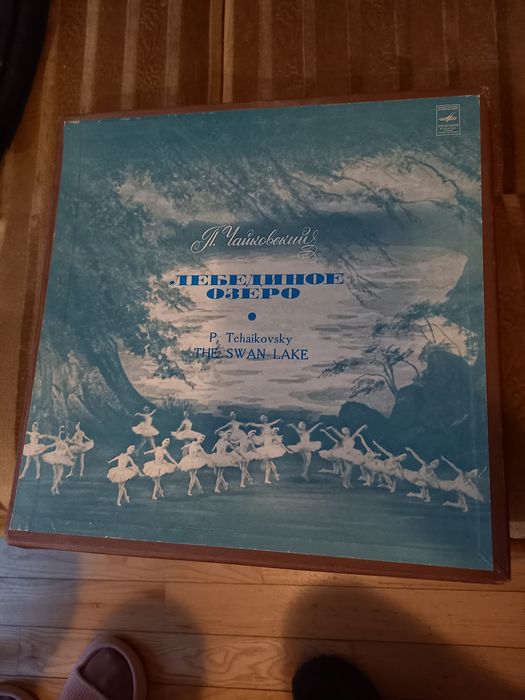 П. Чайковский
ЛЕБЕДИНОЕ
ОЗЕРО
P. Tchaikovsky
THE SWAN LAKE